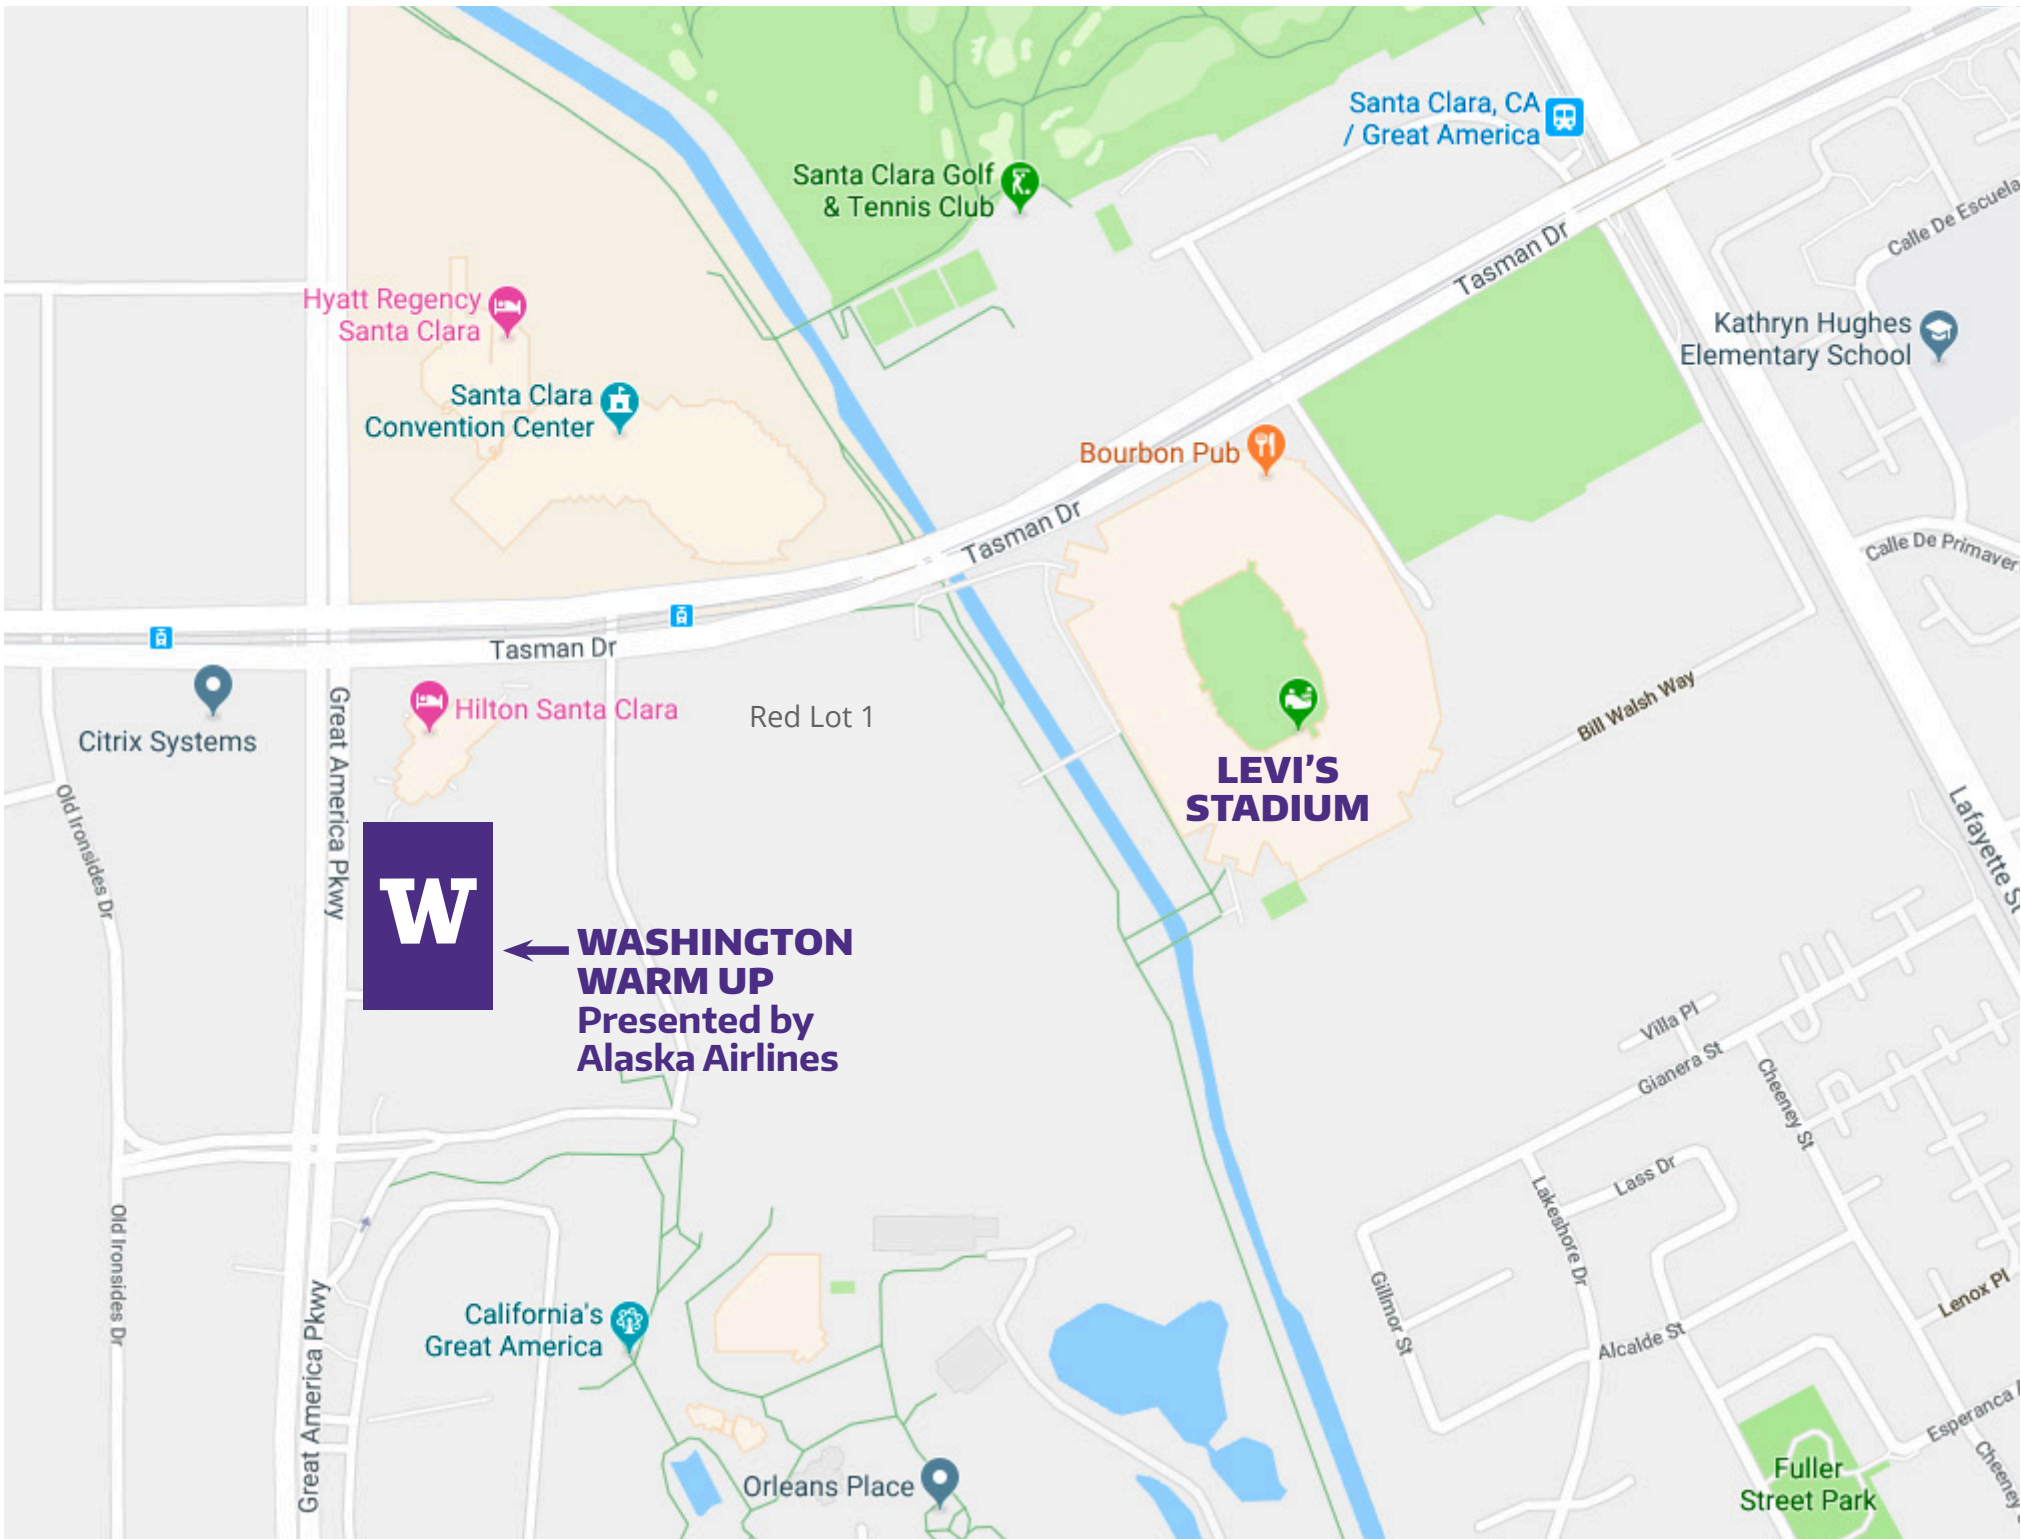 Santa Clara, CA
/ Great America
Santa Clara Golf
& Tennis Club
Calle De Escuela
Tasman Dr
Hyatt Regency
Santa Clara
Kathryn Hughes
Elementary School
Santa Clara
Convention Center
Bourbon Pub
Tasman Dr
Calle De Primaver
Tasman Dr
Citrix Systems
Great America Pkwy
Hilton Santa Clara
Red Lot 1
Bill Walsh Way
LEVI'S
STADIUM
Old Ironsides Dr
Lafayette St
W
WASHINGTON
WARM UP
Presented by
Alaska Airlines
Villa Pl
Gianera St
Cheeney St
Lass Dr
Lakeshore Dr
Old Ironsides Dr
Great America Pkwy
California's
Great America
Gillmor St
Lenox Pl
Alcalde St
Esperanca A
Orleans Place
Fuller
Street Park
Cheeney